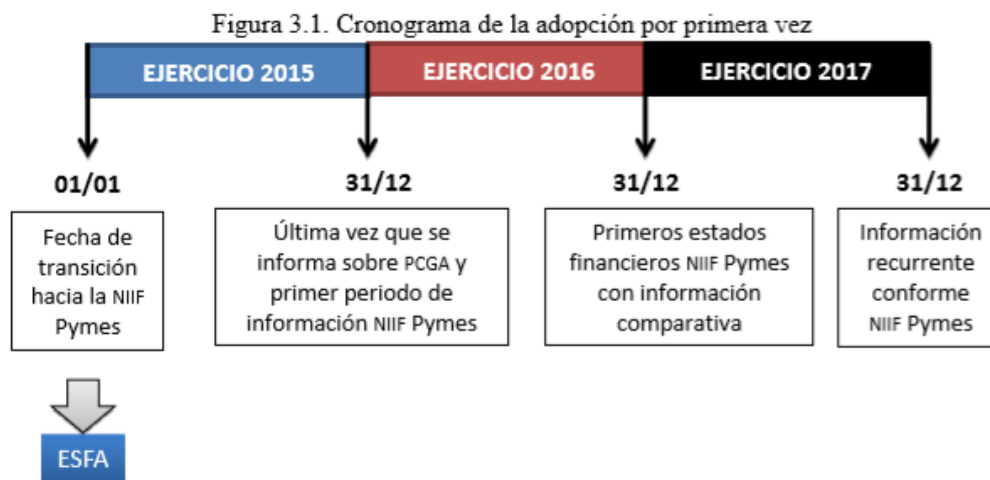 Figura 3.1. Cronograma de la adopción por primera vez
EJERCICIO 2015
EJERCICIO 2016
EJERCICIO 2017
01/01
31/12
31/12
31/12
Fecha de
transición
hacia la NIIF
Pymes
Última vez que se
informa sobre PCGA y
primer periodo de
información NIIF Pymes
Primeros estados
financieros NIIF Pymes
con información
comparativa
Información
recurrente
conforme
NIIF Pymes
ESFA